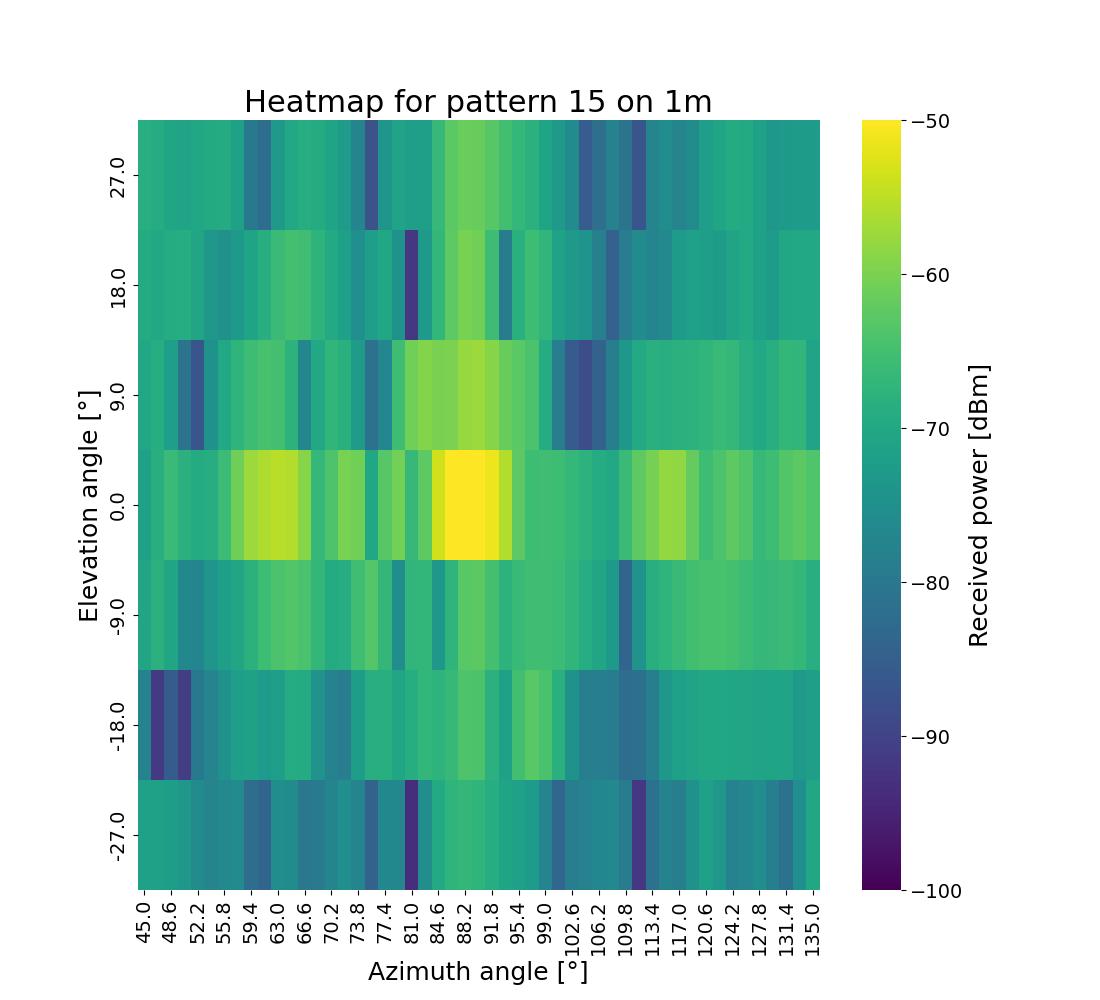 Heatmap for pattern 15 on 1m
Elevation angle [°]
27.0
18.0
9.0
0.0
-9.0
-18.0
-27.0
45.0 48.6 52.2 55.8 59.4 63.0 66.6 70.2 73.8 77.4 81.0 84.6 88.2 91.8 95.4 99.0 102.6 106.2 109.8 113.4 117.0 120.6 124.2 127.8 131.4 135.0
Azimuth angle [°]
−50
−60
−70
−80
−90
−100
Received power [dBm]